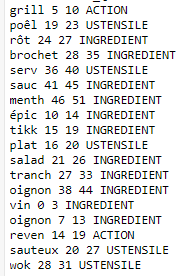 grill 5 10 ACTION
poêl 19 23 USTENSILE
rôt 24 27 INGREDIENT
brochet 28 35 INGREDIENT
serv 36 40 USTENSILE
sauc 41 45 INGREDIENT
menth 46 51 INGREDIENT
épic 10 14 INGREDIENT
tikk 15 19 INGREDIENT
plat 16 20 USTENSILE
salad 21 26 INGREDIENT
tranch 27 33 INGREDIENT
oignon 38 44 INGREDIENT
vin 0 3 INGREDIENT
oignon 7 13 INGREDIENT
reven 14 19 ACTION
sauteux 20 27 USTENSILE
wok 28 31 USTENSILE